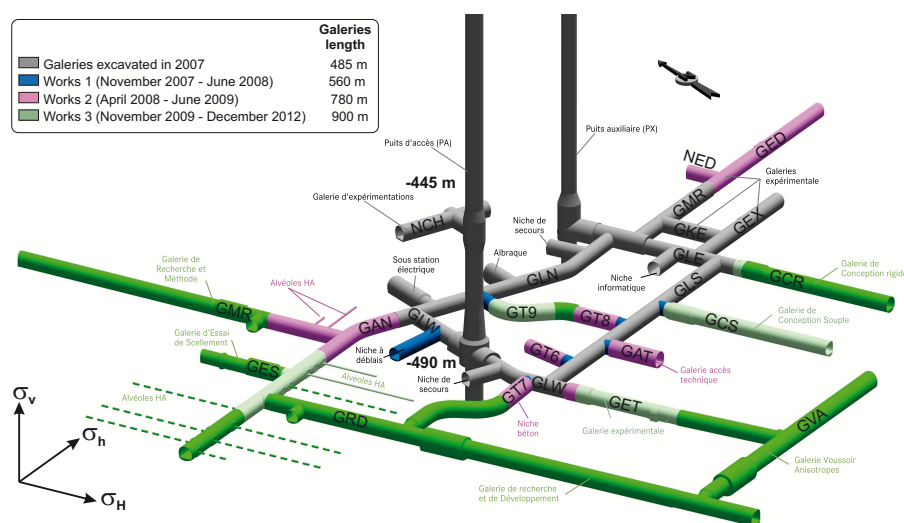 Galeries
length
Galeries excavated in 2007 485 m
Works 1 (November 2007 - June 2008) 560 m
Works 2 (April 2008 - June 2009) 780 m
Works 3 (November 2009 - December 2012) 900 m
Puits d'accès (PA)
Puits auxiliaire (PX)
-445 m
Galerie d'expérimentations
NCH
NED
GED
Galeries
expérimentale
GMR
GKE
GEX
Niche de
secours
Albraque
Sous station
électrique
GLN
GLE
Niche
informatique
GLS
GCR
Galerie de
Conception rigide
Galerie de
Recherche et
Méthode
Alvéoles HA
GMR
GAN
GLW
GT9
GT8
GCS
Galerie de
Conception Souple
Galerie d'Essai
de Scellement
GES
Niche à
déblais
-490 m
Niche de
secours
GT6
GAT
Galerie accès
technique
Alvéoles HA
Alvéoles HA
GT7
GLW
Niche
béton
GET
Galerie expérimentale
GRD
GVA
Galerie Voussoir
Anisotropes
Galerie de recherche
et de Développement
σv
σh
σH